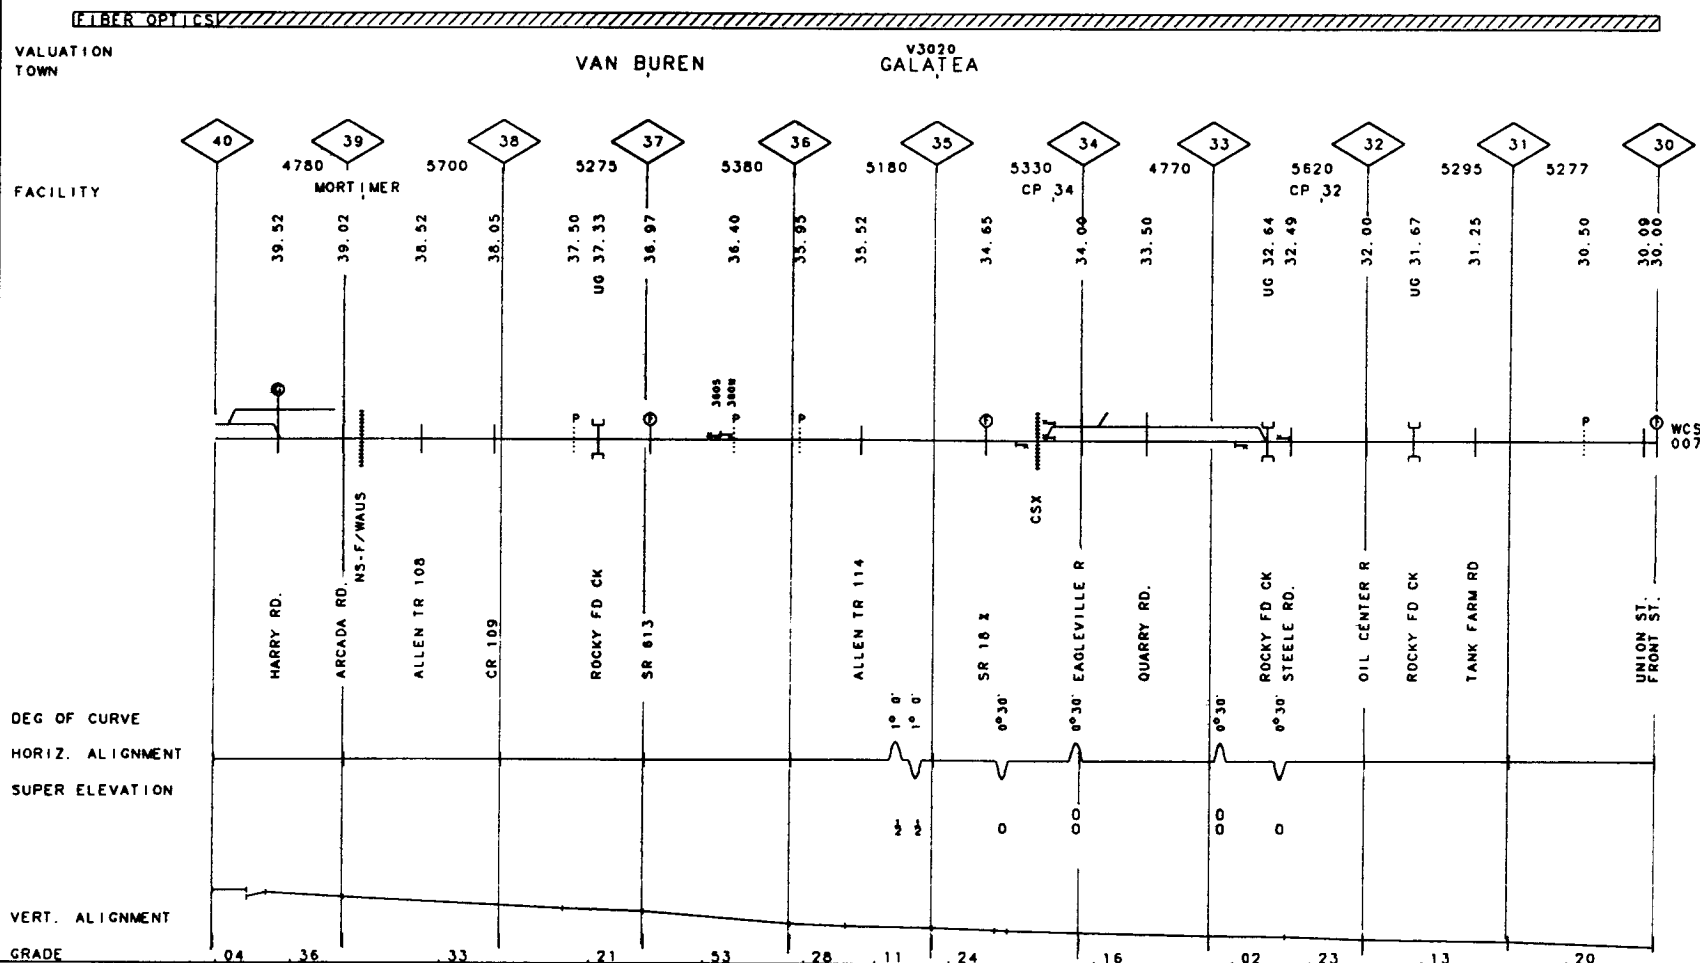 FIBER OPTICS
VALUATION V3020
TOWN VAN BUREN GALATEA
40 39 38 37 36 35 34 33 32 31 30
4780 5700 5275 5380 5180 5330 4770 5620 5295 5277
FACILITY MORTIMER CP 34 CP 32
39.52
39.02
38.52
38.05
37.50
UG 37.33
36.97
36.40
35.95
35.52
34.65
34.00
33.50
UG 32.64
32.49
32.00
UG 31.67
31.25
30.50
30.09
30.00
P P P P
F F F
WCS
007
CSX
NS-F/WAUS
HARRY RD.
ARCADA RD.
ALLEN TR 108
CR 109
ROCKY FD CK
SR 613
ALLEN TR 114
SR 18 X
EAGLEVILLE R
QUARRY RD.
ROCKY FD CK
STEELE RD.
OIL CENTER R
ROCKY FD CK
TANK FARM RD
UNION ST.
FRONT ST.
DEG OF CURVE 1° 0' 1° 0' 0°30' 0°30' 0°30' 0°30'
HORIZ. ALIGNMENT
SUPER ELEVATION
½ ½ 0 0 0 0 0 0
VERT. ALIGNMENT
GRADE .04 .36 .33 .21 .53 .28 .11 .24 .16 .02 .23 .13 .20